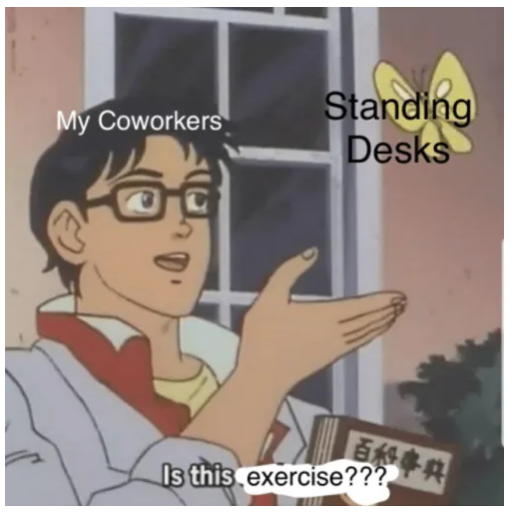 My Coworkers
Standing
Desks
Is this exercise???
百科事典